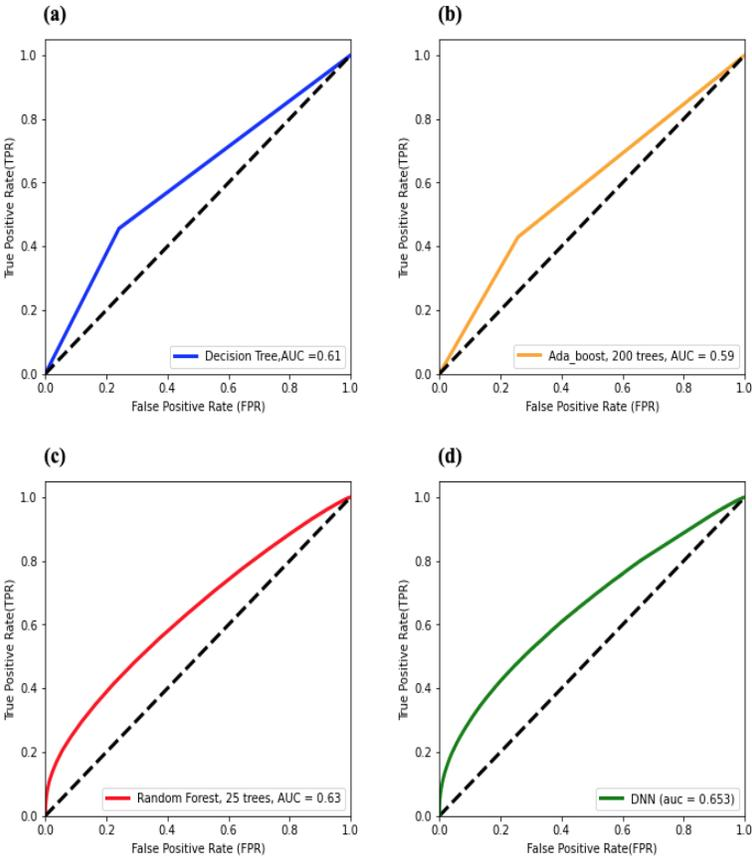 (a)
(b)
1.0
0.8
0.6
0.4
0.2
0.0
True Positive Rate(TPR)
Decision Tree,AUC =0.61
0.0 0.2 0.4 0.6 0.8 1.0
False Positive Rate (FPR)
1.0
0.8
0.6
0.4
0.2
0.0
True Positive Rate(TPR)
Ada_boost, 200 trees, AUC = 0.59
0.0 0.2 0.4 0.6 0.8 1.0
False Positive Rate (FPR)
(c)
(d)
1.0
0.8
0.6
0.4
0.2
0.0
True Positive Rate(TPR)
Random Forest, 25 trees, AUC = 0.63
0.0 0.2 0.4 0.6 0.8 1.0
False Positive Rate (FPR)
1.0
0.8
0.6
0.4
0.2
0.0
True Positive Rate(TPR)
DNN (auc = 0.653)
0.0 0.2 0.4 0.6 0.8 1.0
False Positive Rate(FPR)